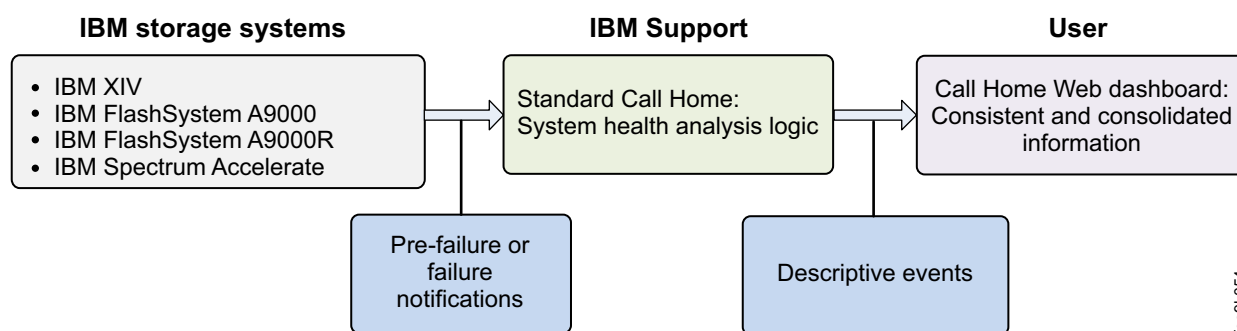 IBM storage systems
IBM Support
User
• IBM XIV
• IBM FlashSystem A9000
• IBM FlashSystem A9000R
• IBM Spectrum Accelerate
Standard Call Home:
System health analysis logic
Call Home Web dashboard:
Consistent and consolidated
information
Pre-failure or
failure
notifications
Descriptive events